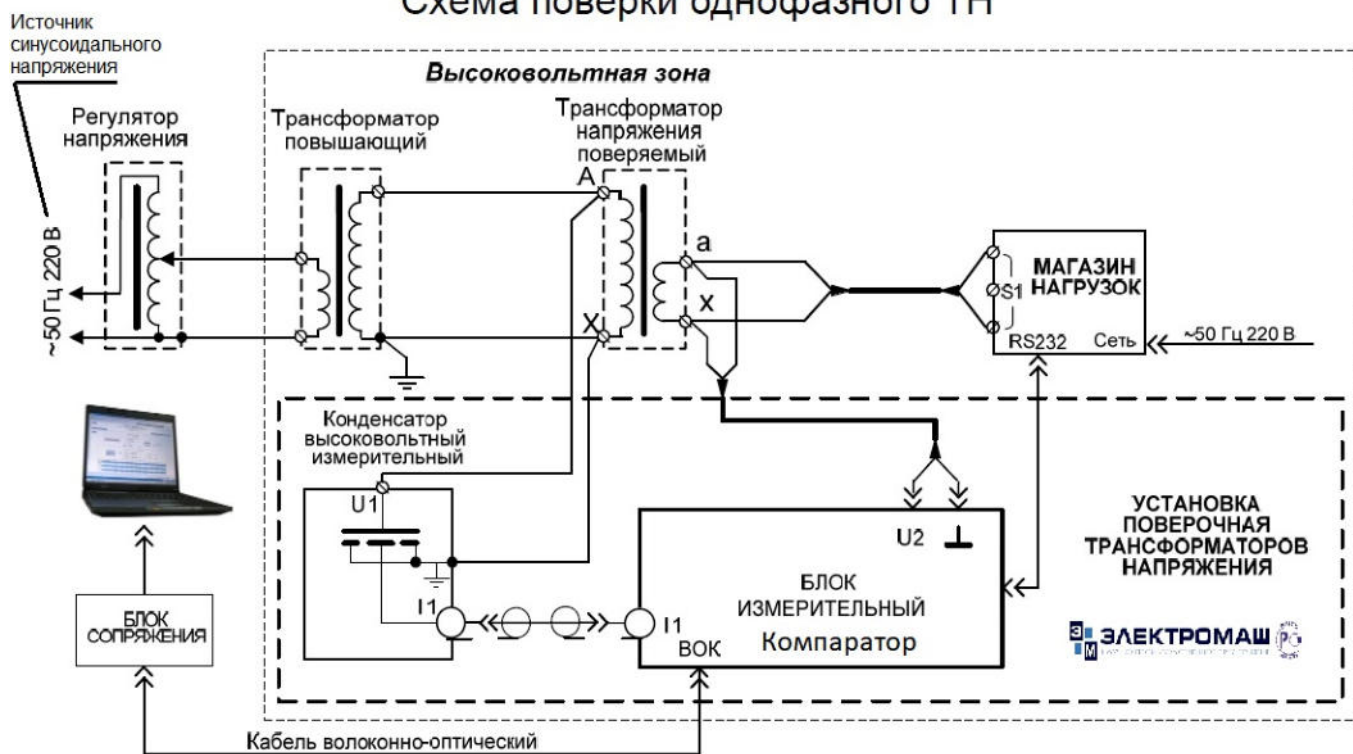 Схема поверки однофазного ТН
Источник
синусоидального
напряжения
Высоковольтная зона
Регулятор
напряжения
Трансформатор
повышающий
Трансформатор
напряжения
поверяемый
A
a
X
X
~50 Гц 220 В
МАГАЗИН
НАГРУЗОК
S1
RS232
Сеть
~50 Гц 220 В
Конденсатор
высоковольтный
измерительный
U1
I1
I1
U2
БЛОК
ИЗМЕРИТЕЛЬНЫЙ
Компаратор
ВОК
УСТАНОВКА
ПОВЕРОЧНАЯ
ТРАНСФОРМАТОРОВ
НАПРЯЖЕНИЯ
ЭМ ЭЛЕКТРОМАШ
БЛОК
СОПРЯЖЕНИЯ
Кабель волоконно-оптический